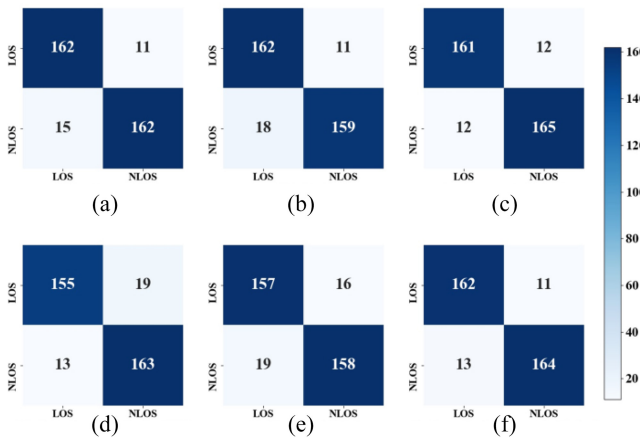 LOS 162 11
NLOS 15 162
LOS NLOS
(a)
LOS 162 11
NLOS 18 159
LOS NLOS
(b)
LOS 161 12
NLOS 12 165
LOS NLOS
(c)
160
140
120
100
80
60
40
20
LOS 155 19
NLOS 13 163
LOS NLOS
(d)
LOS 157 16
NLOS 19 158
LOS NLOS
(e)
LOS 162 11
NLOS 13 164
LOS NLOS
(f)